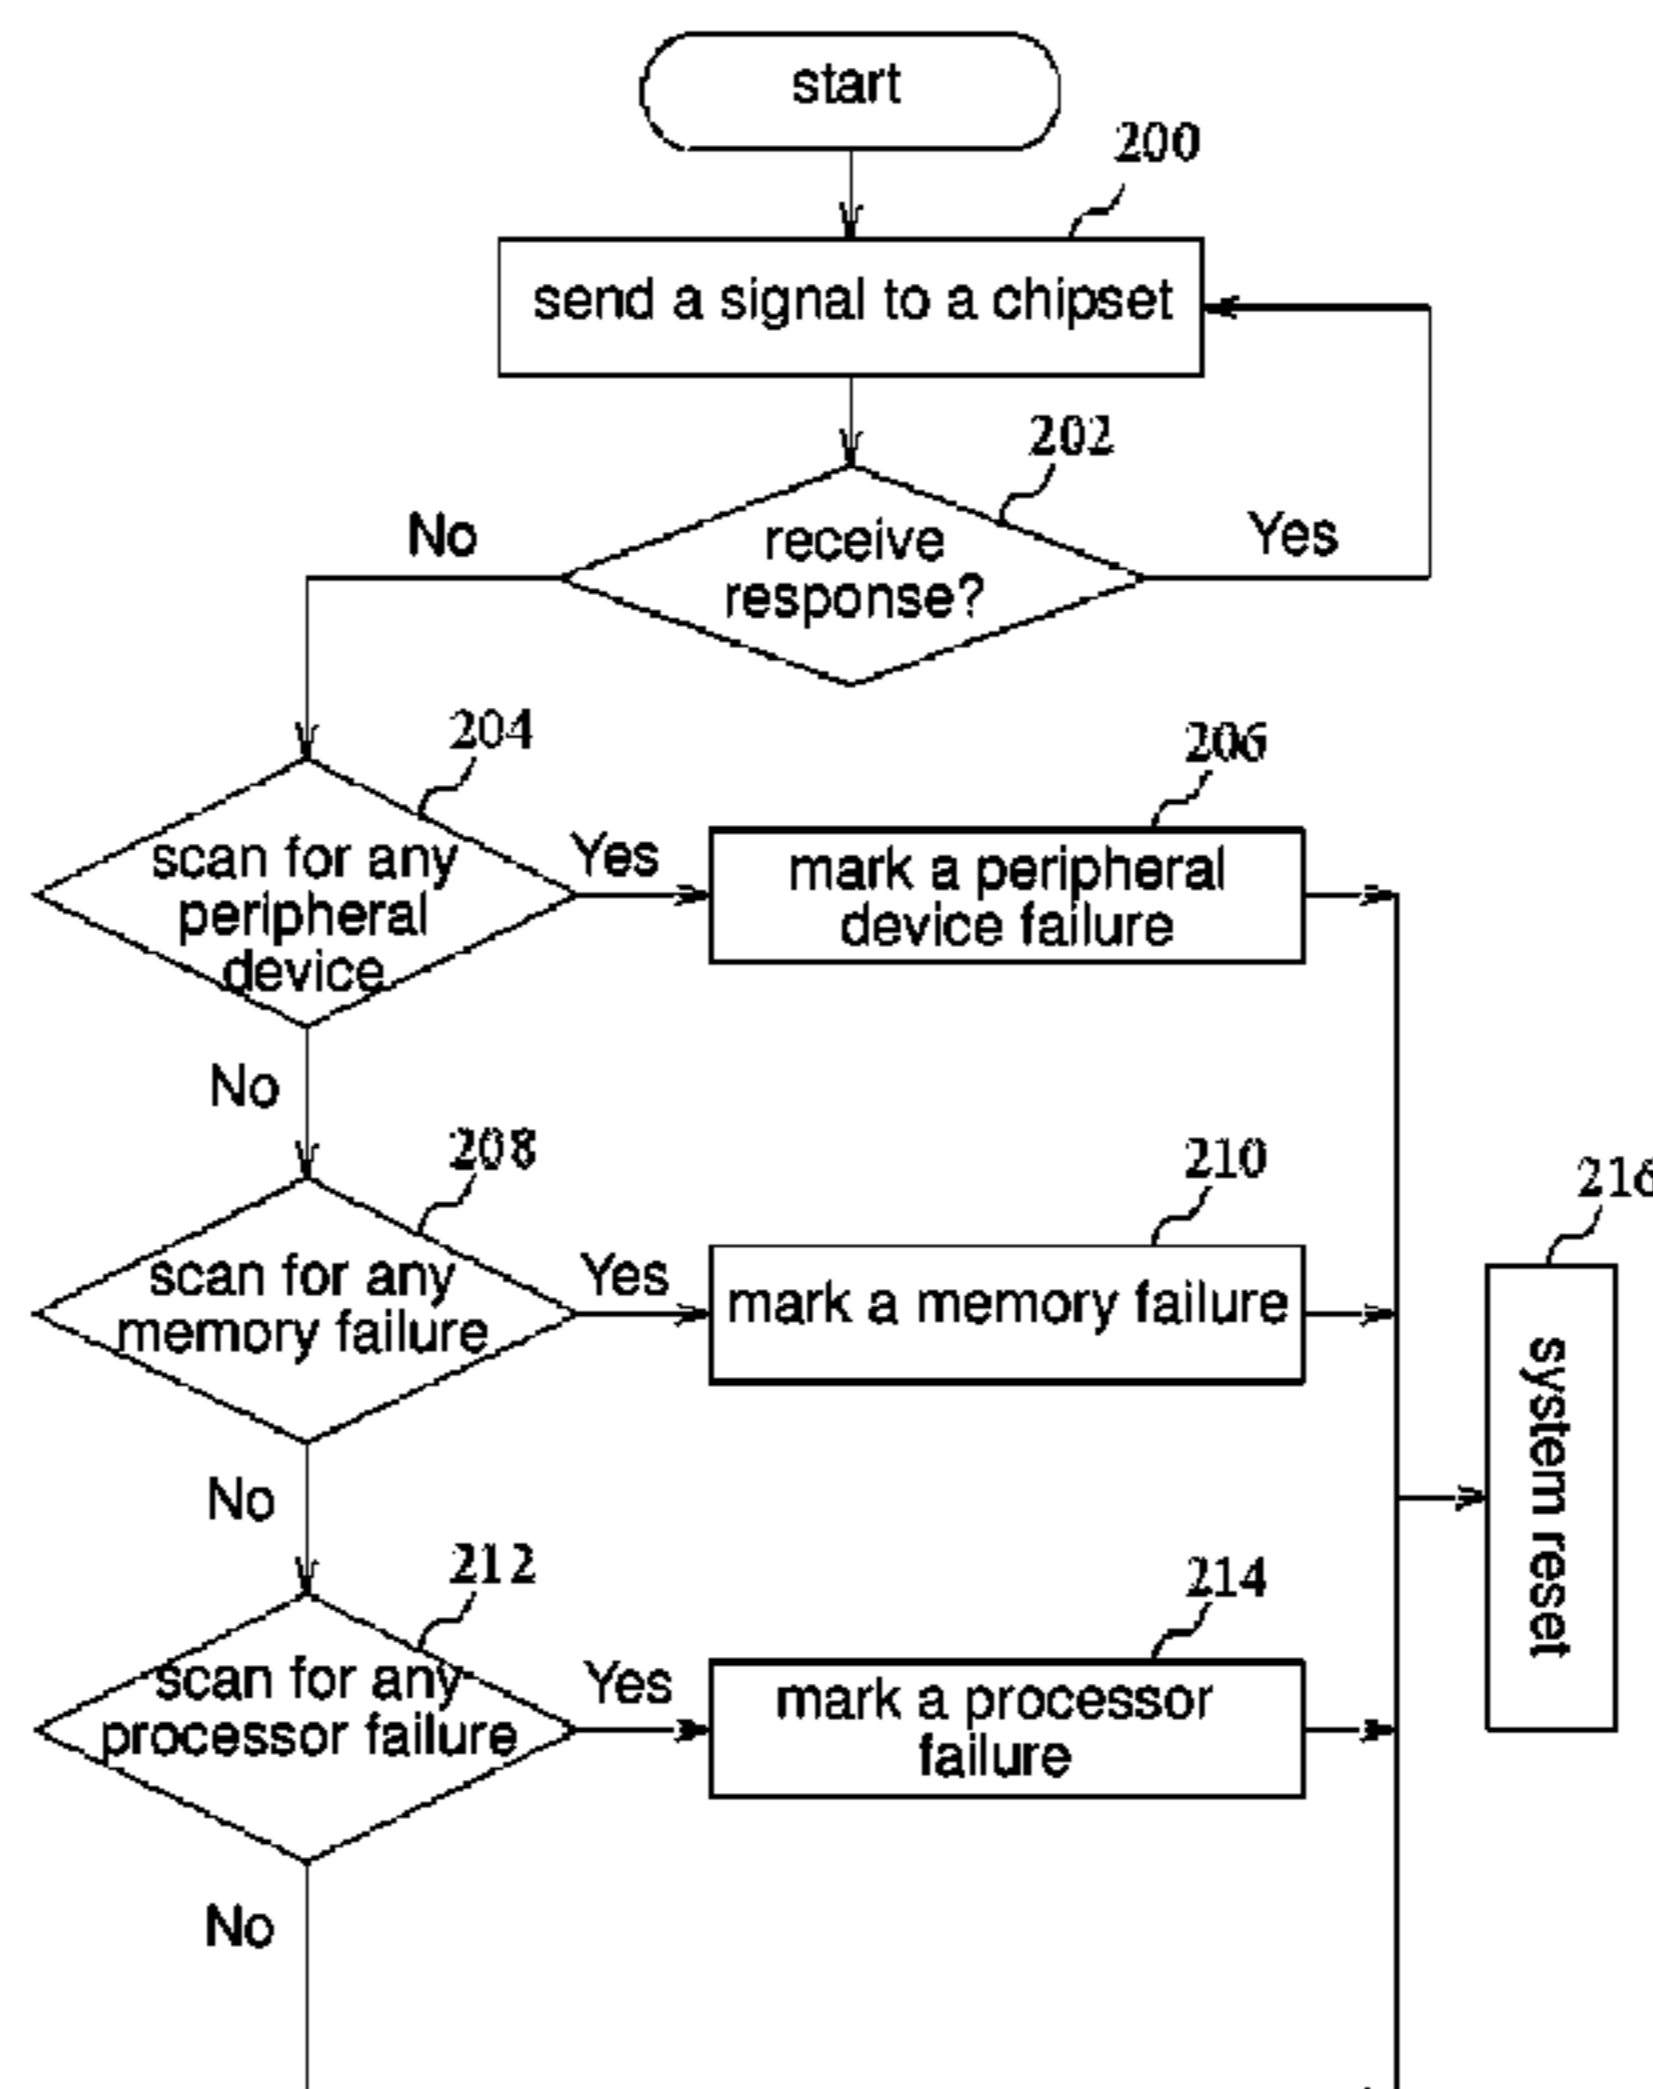 start
200
send a signal to a chipset
202
No
receive
response?
Yes
204
206
scan for any
peripheral
device
Yes
mark a peripheral
device failure
No
208
210
216
scan for any
memory failure
Yes
mark a memory failure
system reset
No
212
214
scan for any
processor failure
Yes
mark a processor
failure
No